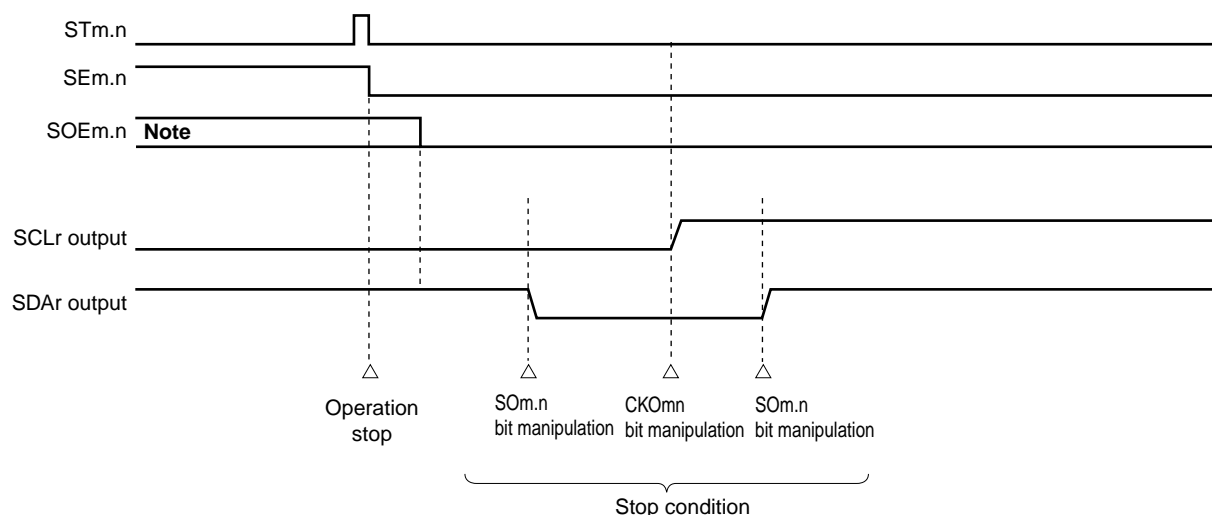 STm.n
SEm.n
SOEm.n Note
SCLr output
SDAr output
Operation
stop
SOm.n
bit manipulation
CKOmn
bit manipulation
SOm.n
bit manipulation
Stop condition